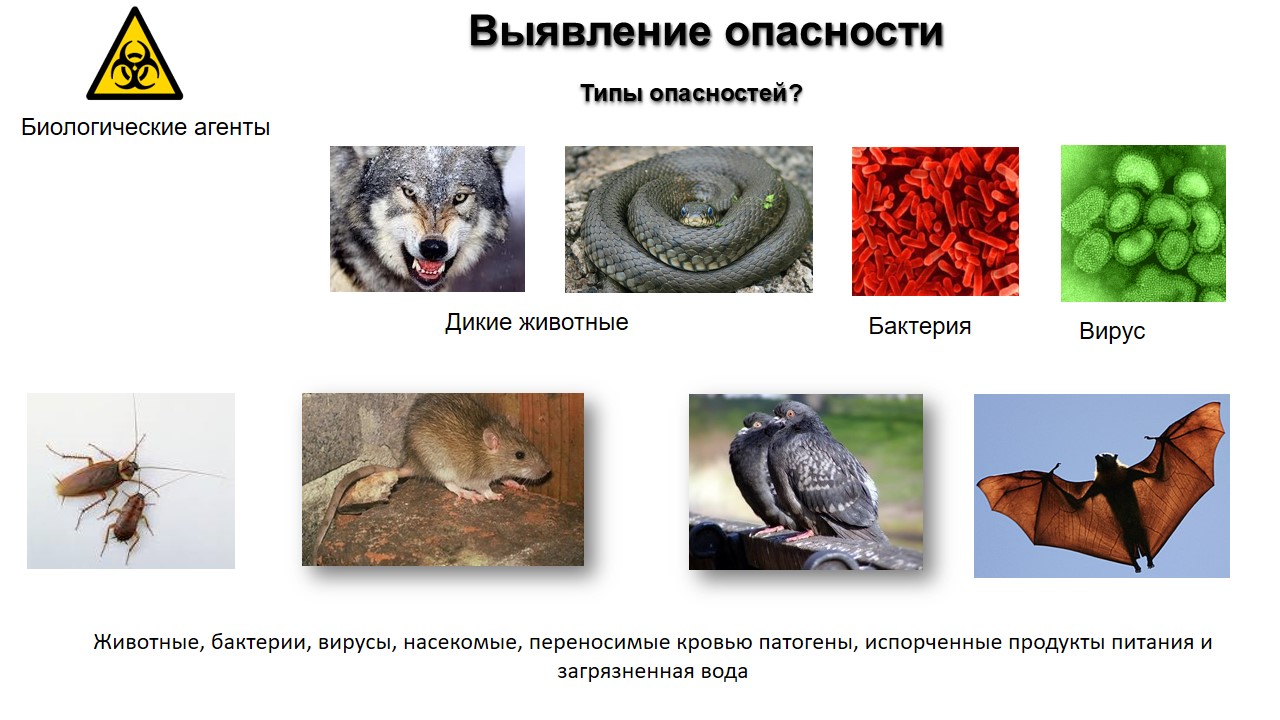 Выявление опасности
Типы опасностей?
Биологические агенты
Дикие животные
Бактерия
Вирус
Животные, бактерии, вирусы, насекомые, переносимые кровью патогены, испорченные продукты питания и
загрязненная вода